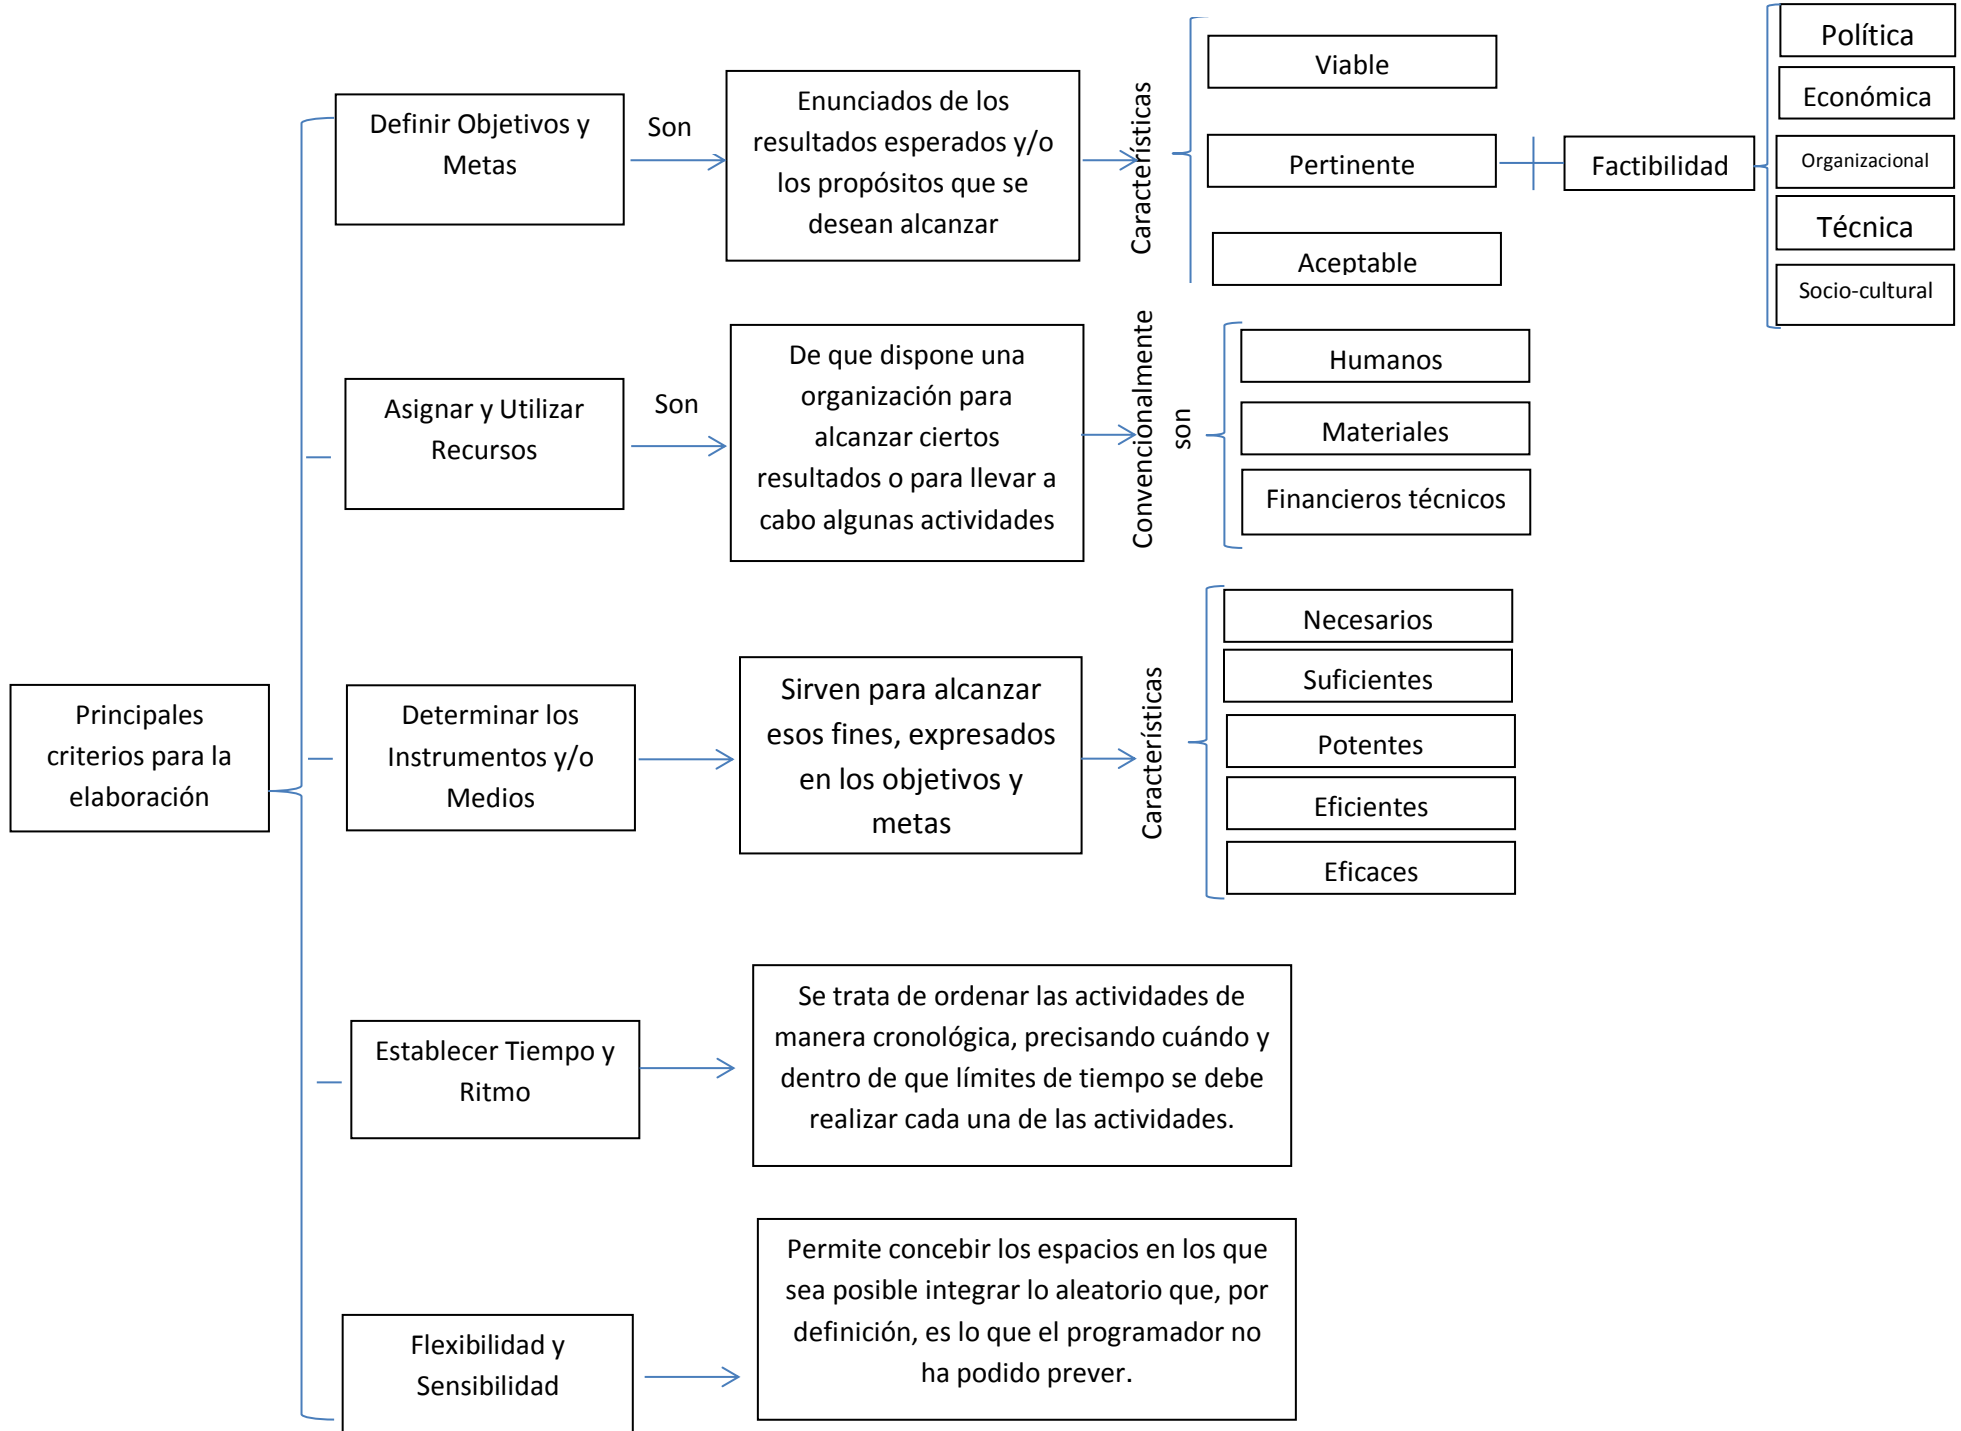 Principales
criterios para la
elaboración
Definir Objetivos y
Metas
Son
Enunciados de los
resultados esperados y/o
los propósitos que se
desean alcanzar
Características
Viable
Pertinente
Aceptable
Factibilidad
Política
Económica
Organizacional
Técnica
Socio-cultural
Asignar y Utilizar
Recursos
Son
De que dispone una
organización para
alcanzar ciertos
resultados o para llevar a
cabo algunas actividades
Convencionalmente
son
Humanos
Materiales
Financieros técnicos
Determinar los
Instrumentos y/o
Medios
Sirven para alcanzar
esos fines, expresados
en los objetivos y
metas
Características
Necesarios
Suficientes
Potentes
Eficientes
Eficaces
Establecer Tiempo y
Ritmo
Se trata de ordenar las actividades de
manera cronológica, precisando cuándo y
dentro de que límites de tiempo se debe
realizar cada una de las actividades.
Flexibilidad y
Sensibilidad
Permite concebir los espacios en los que
sea posible integrar lo aleatorio que, por
definición, es lo que el programador no
ha podido prever.